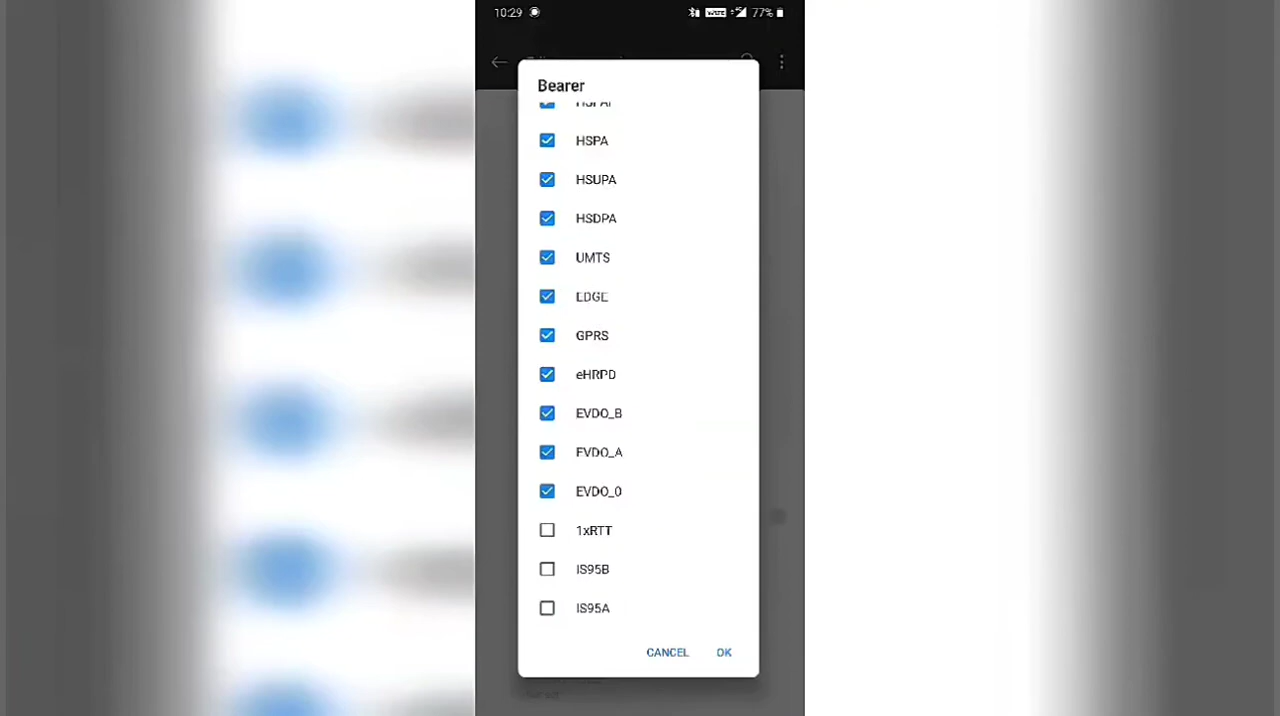 10:29
VoLTE 77%
Bearer
HSPA
HSUPA
HSDPA
UMTS
EDGE
GPRS
eHRPD
EVDO_B
EVDO_A
EVDO_0
1xRTT
IS95B
IS95A
CANCEL OK